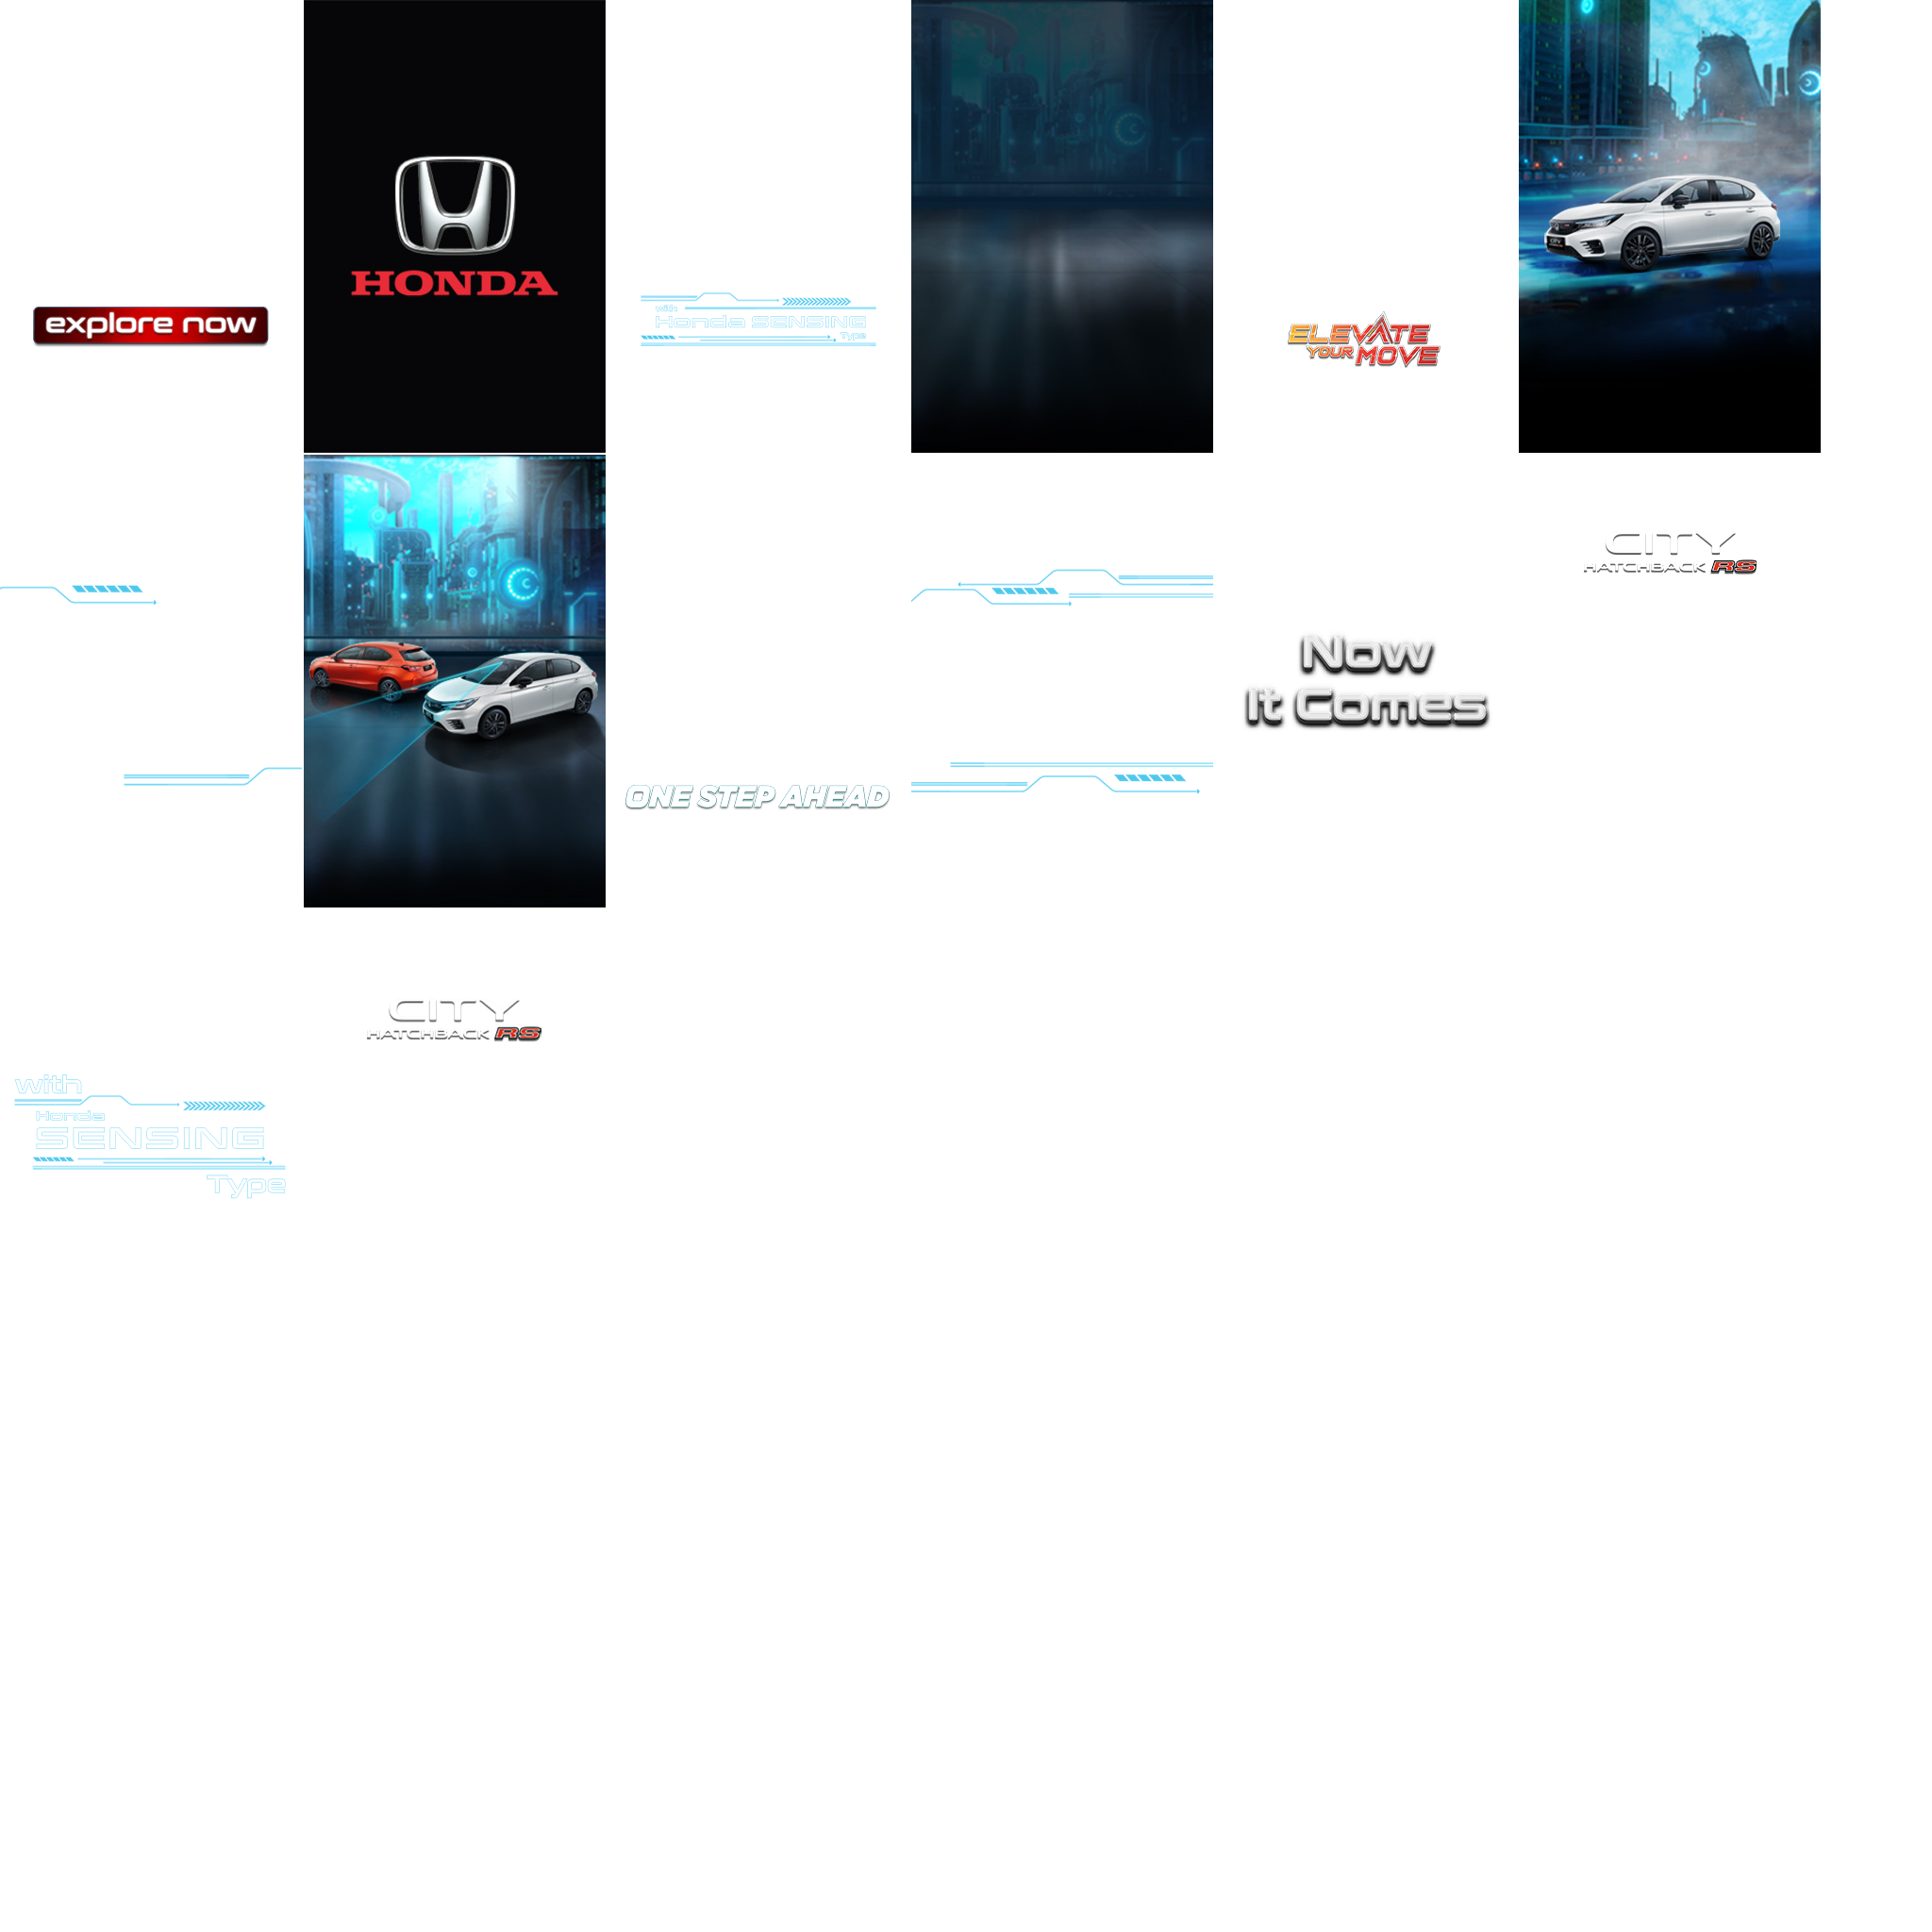 explore now
HONDA
with
Honda SENSING
Type
ELEVATE
YOUR MOVE
CITY
HATCHBACK RS
Now
It Comes
ONE STEP AHEAD
CITY
HATCHBACK RS
with
Honda
SENSING
Type